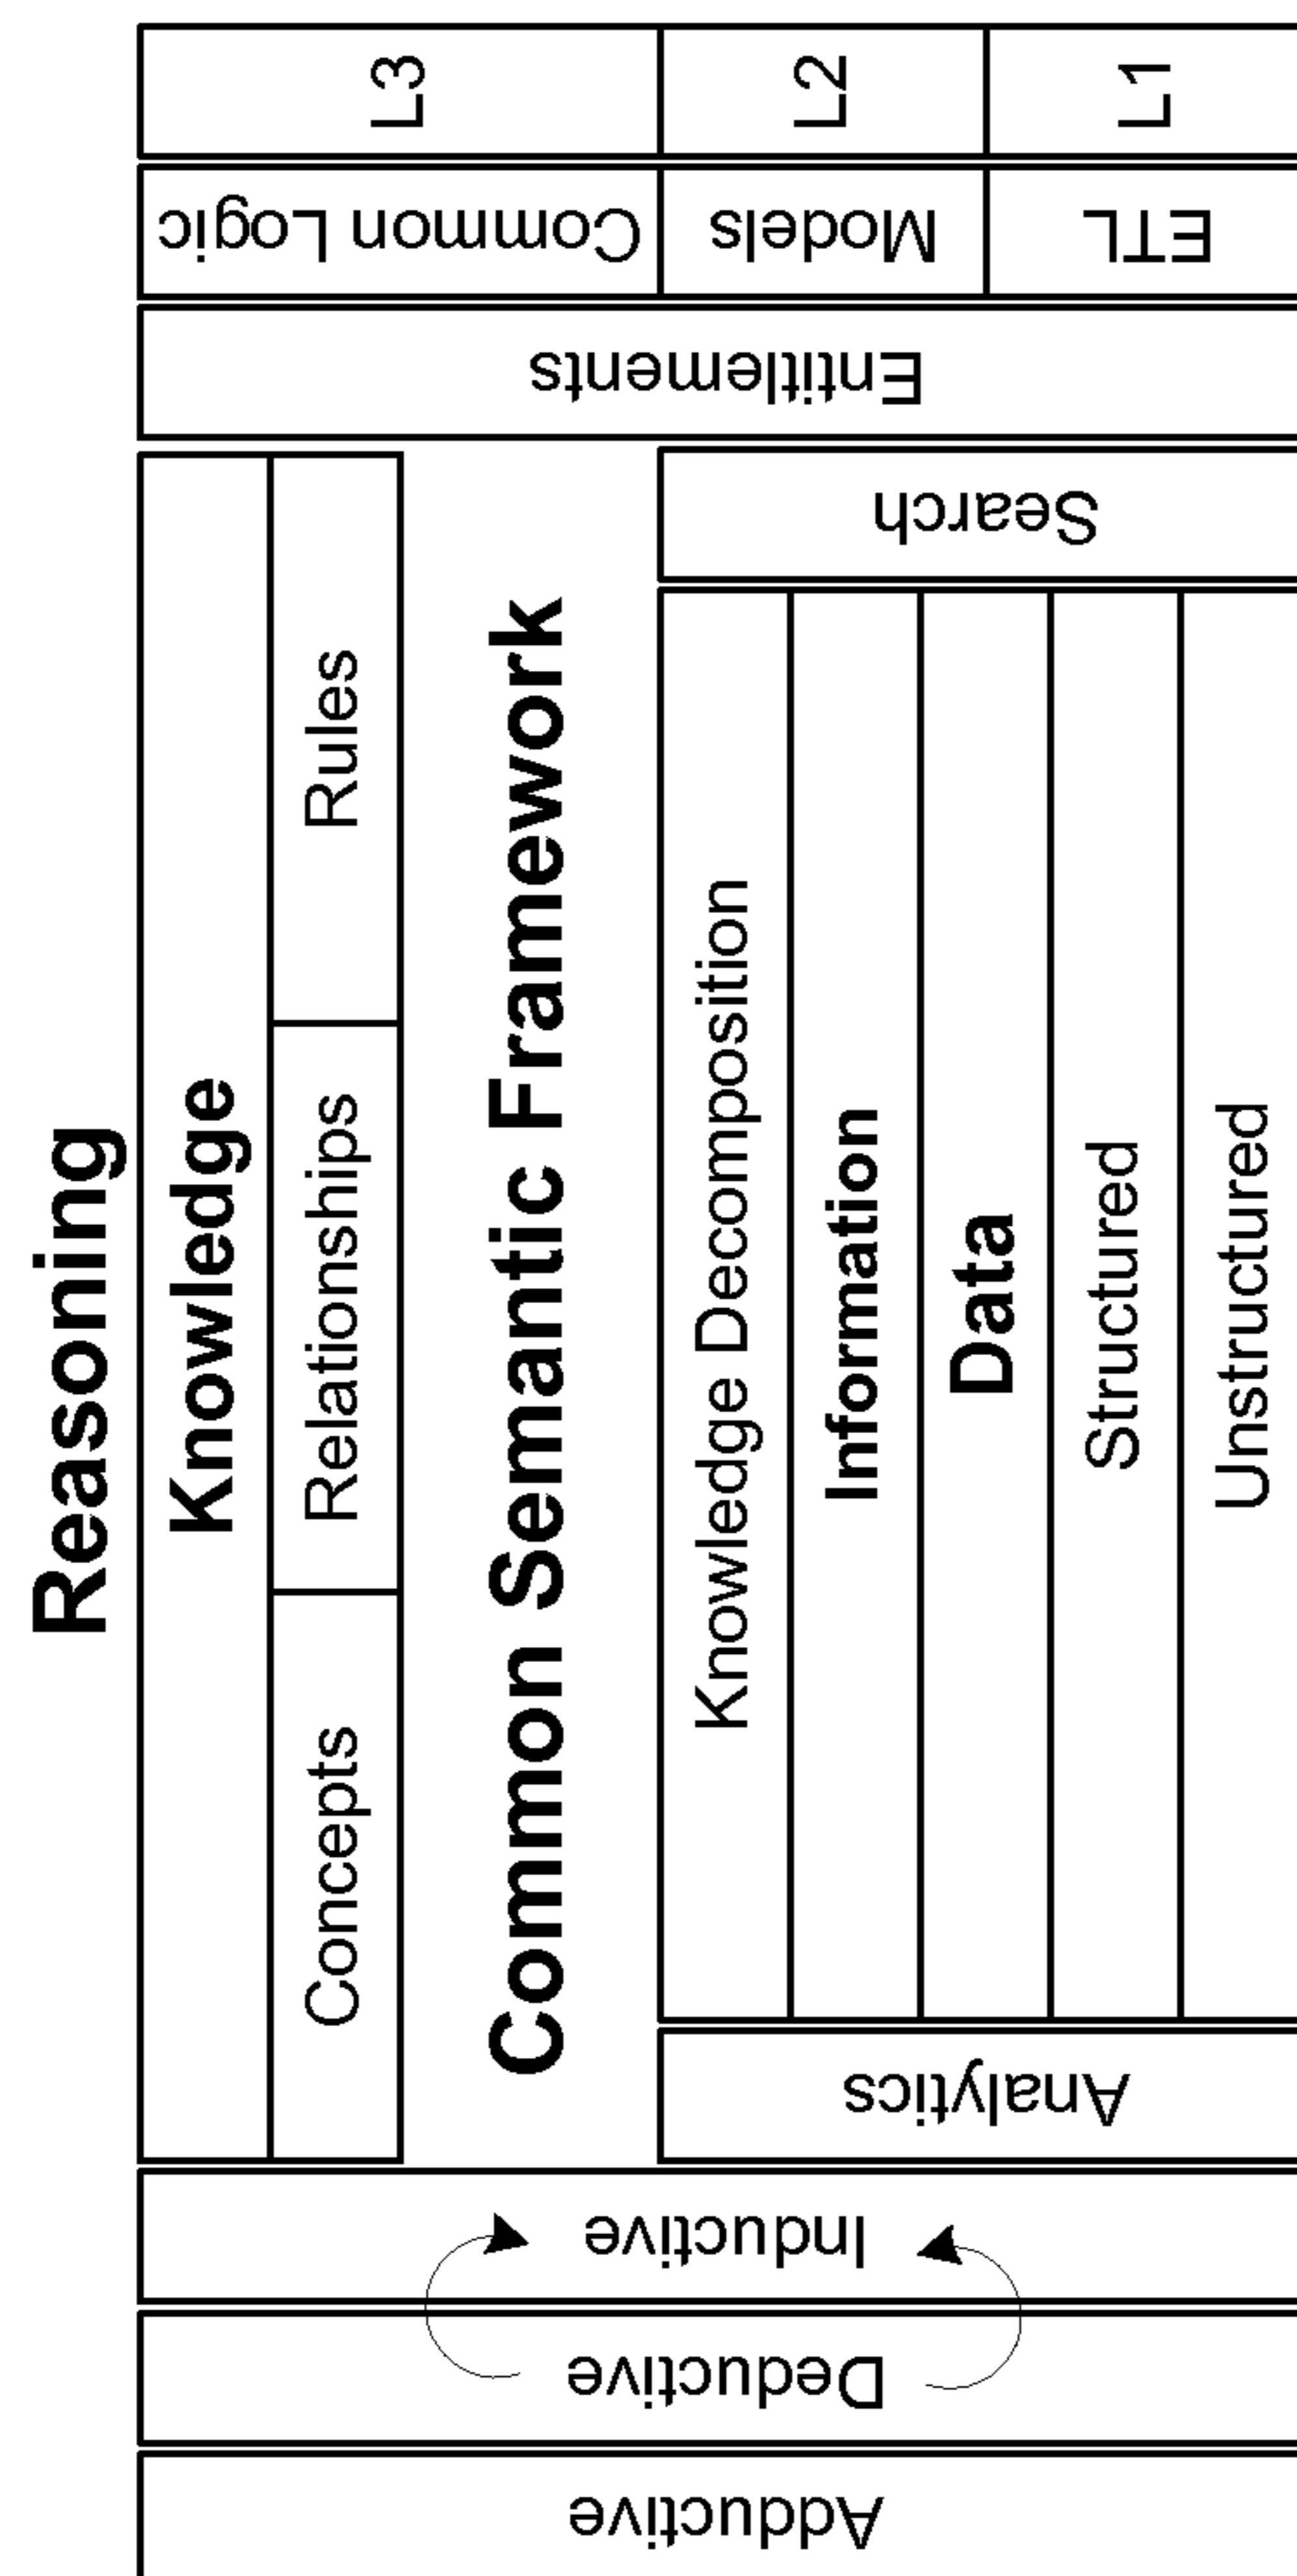 Reasoning
Knowledge
Concepts
Relationships
Rules
Common Semantic Framework
Knowledge Decomposition
Information
Data
Structured
Unstructured
Adductive
Deductive
Inductive
Analytics
Search
Entitlements
Common Logic
Models
ETL
L3
L2
L1